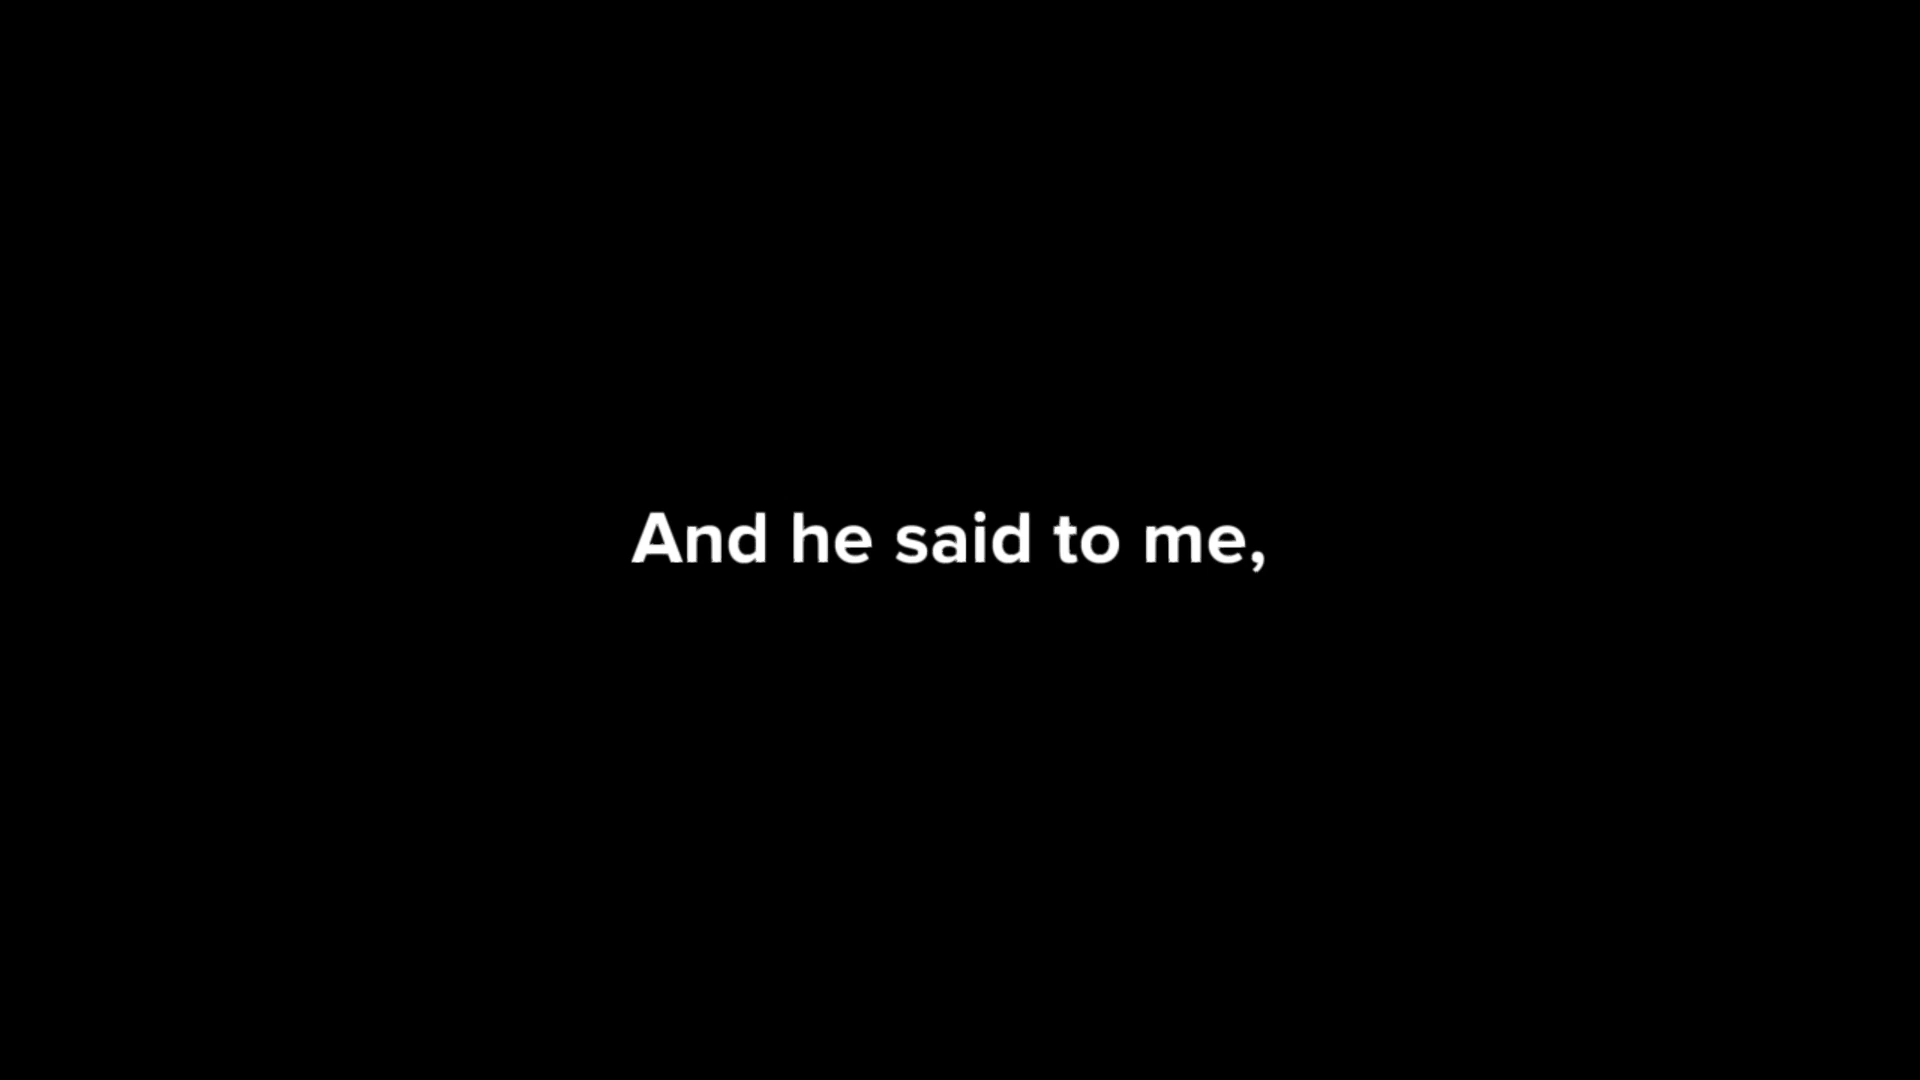 And he said to me,